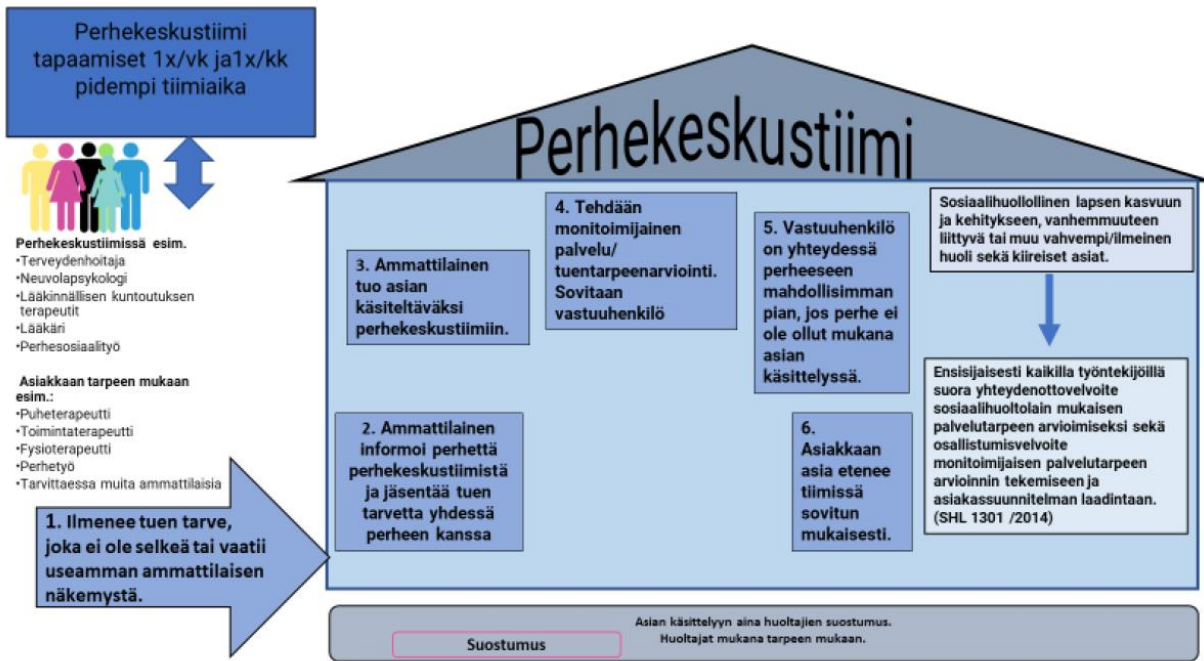 Perhekeskustiimi
tapaamiset 1x/vk ja1x/kk
pidempi tiimiaika
Perhekeskustiimissä esim.
•Terveydenhoitaja
•Neuvolapsykologi
•Lääkinnällisen kuntoutuksen
terapeutit
•Lääkäri
•Perhesosiaalityö
Asiakkaan tarpeen mukaan
esim.:
•Puheterapeutti
•Toimintaterapeutti
•Fysioterapeutti
•Perhetyö
•Tarvittaessa muita ammattilaisia
1. Ilmenee tuen tarve,
joka ei ole selkeä tai vaatii
useamman ammattilaisen
näkemystä.
Perhekeskustiimi
2. Ammattilainen
informoi perhettä
perhekeskustiimistä
ja jäsentää tuen
tarvetta yhdessä
perheen kanssa
3. Ammattilainen
tuo asian
käsiteltäväksi
perhekeskustiimiin.
4. Tehdään
monitoimijainen
palvelu/
tuentarpeenarviointi.
Sovitaan
vastuuhenkilö
5. Vastuuhenkilö
on yhteydessä
perheeseen
mahdollisimman
pian, jos perhe ei
ole ollut mukana
asian
käsittelyssä.
6.
Asiakkaan
asia etenee
tiimissä
sovitun
mukaisesti.
Sosiaalihuollollinen lapsen kasvuun
ja kehitykseen, vanhemmuuteen
liittyvä tai muu vahvempi/ilmeinen
huoli sekä kiireiset asiat.
Ensisijaisesti kaikilla työntekijöillä
suora yhteydenottovelvoite
sosiaalihuoltolain mukaisen
palvelutarpeen arvioimiseksi sekä
osallistumisvelvoite
monitoimijaisen palvelutarpeen
arvioinnin tekemiseen ja
asiakassuunnitelman laadintaan.
(SHL 1301 /2014)
Asian käsittelyyn aina huoltajien suostumus.
Huoltajat mukana tarpeen mukaan.
Suostumus